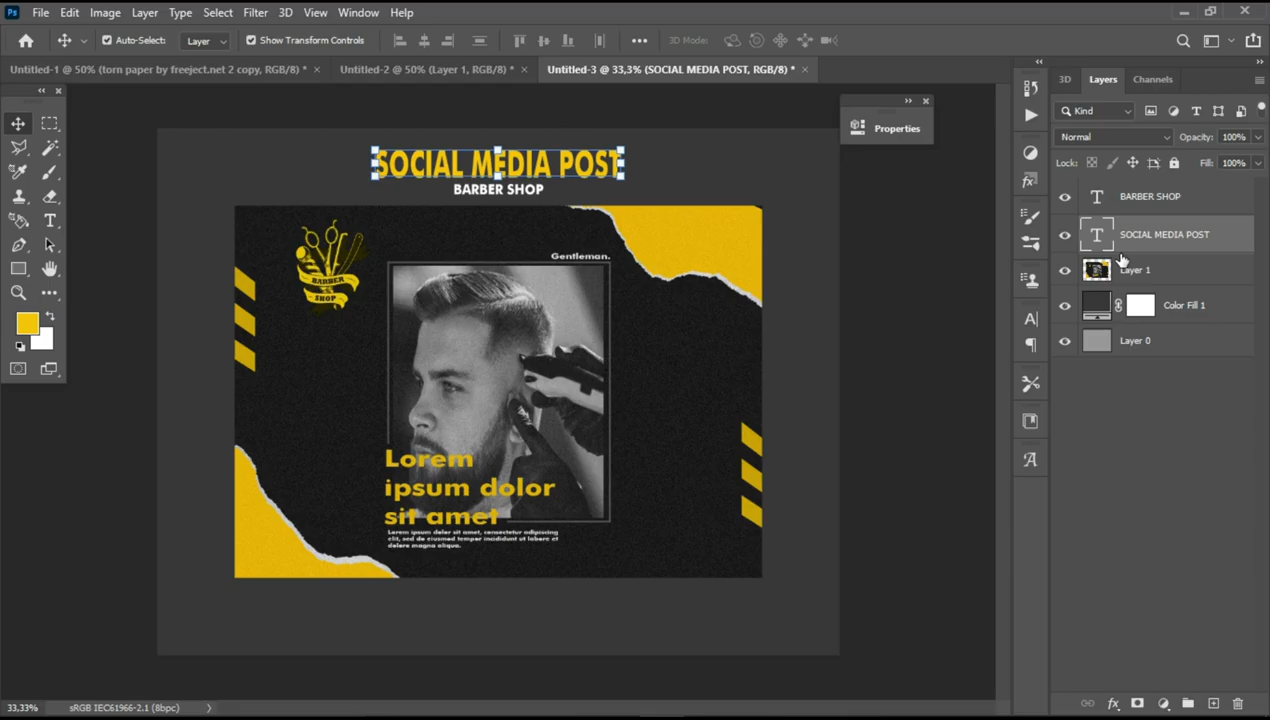 Ps File Edit Image Layer Type Select Filter 3D View Window Help
Auto-Select: Layer Show Transform Controls 3D Mode:
Untitled-1 @ 50% (torn paper by freeject.net 2 copy, RGB/8) * × Untitled-2 @ 50% (Layer 1, RGB/8) * × Untitled-3 @ 33,3% (SOCIAL MEDIA POST, RGB/8) * ×
3D Layers Channels
Kind
Properties
Normal Opacity: 100%
Lock: Fill: 100%
SOCIAL MEDIA POST
BARBER SHOP
BARBER SHOP
SOCIAL MEDIA POST
Layer 1
Color Fill 1
Layer 0
Gentleman.
BARBER
SHOP
Lorem
ipsum dolor
sit amet
Lorem ipsum dolor sit amet, consectetur adipiscing
elit, sed do eiusmod tempor incididunt ut labore et
dolore magna aliqua.
33,33% sRGB IEC61966-2.1 (8bpc)